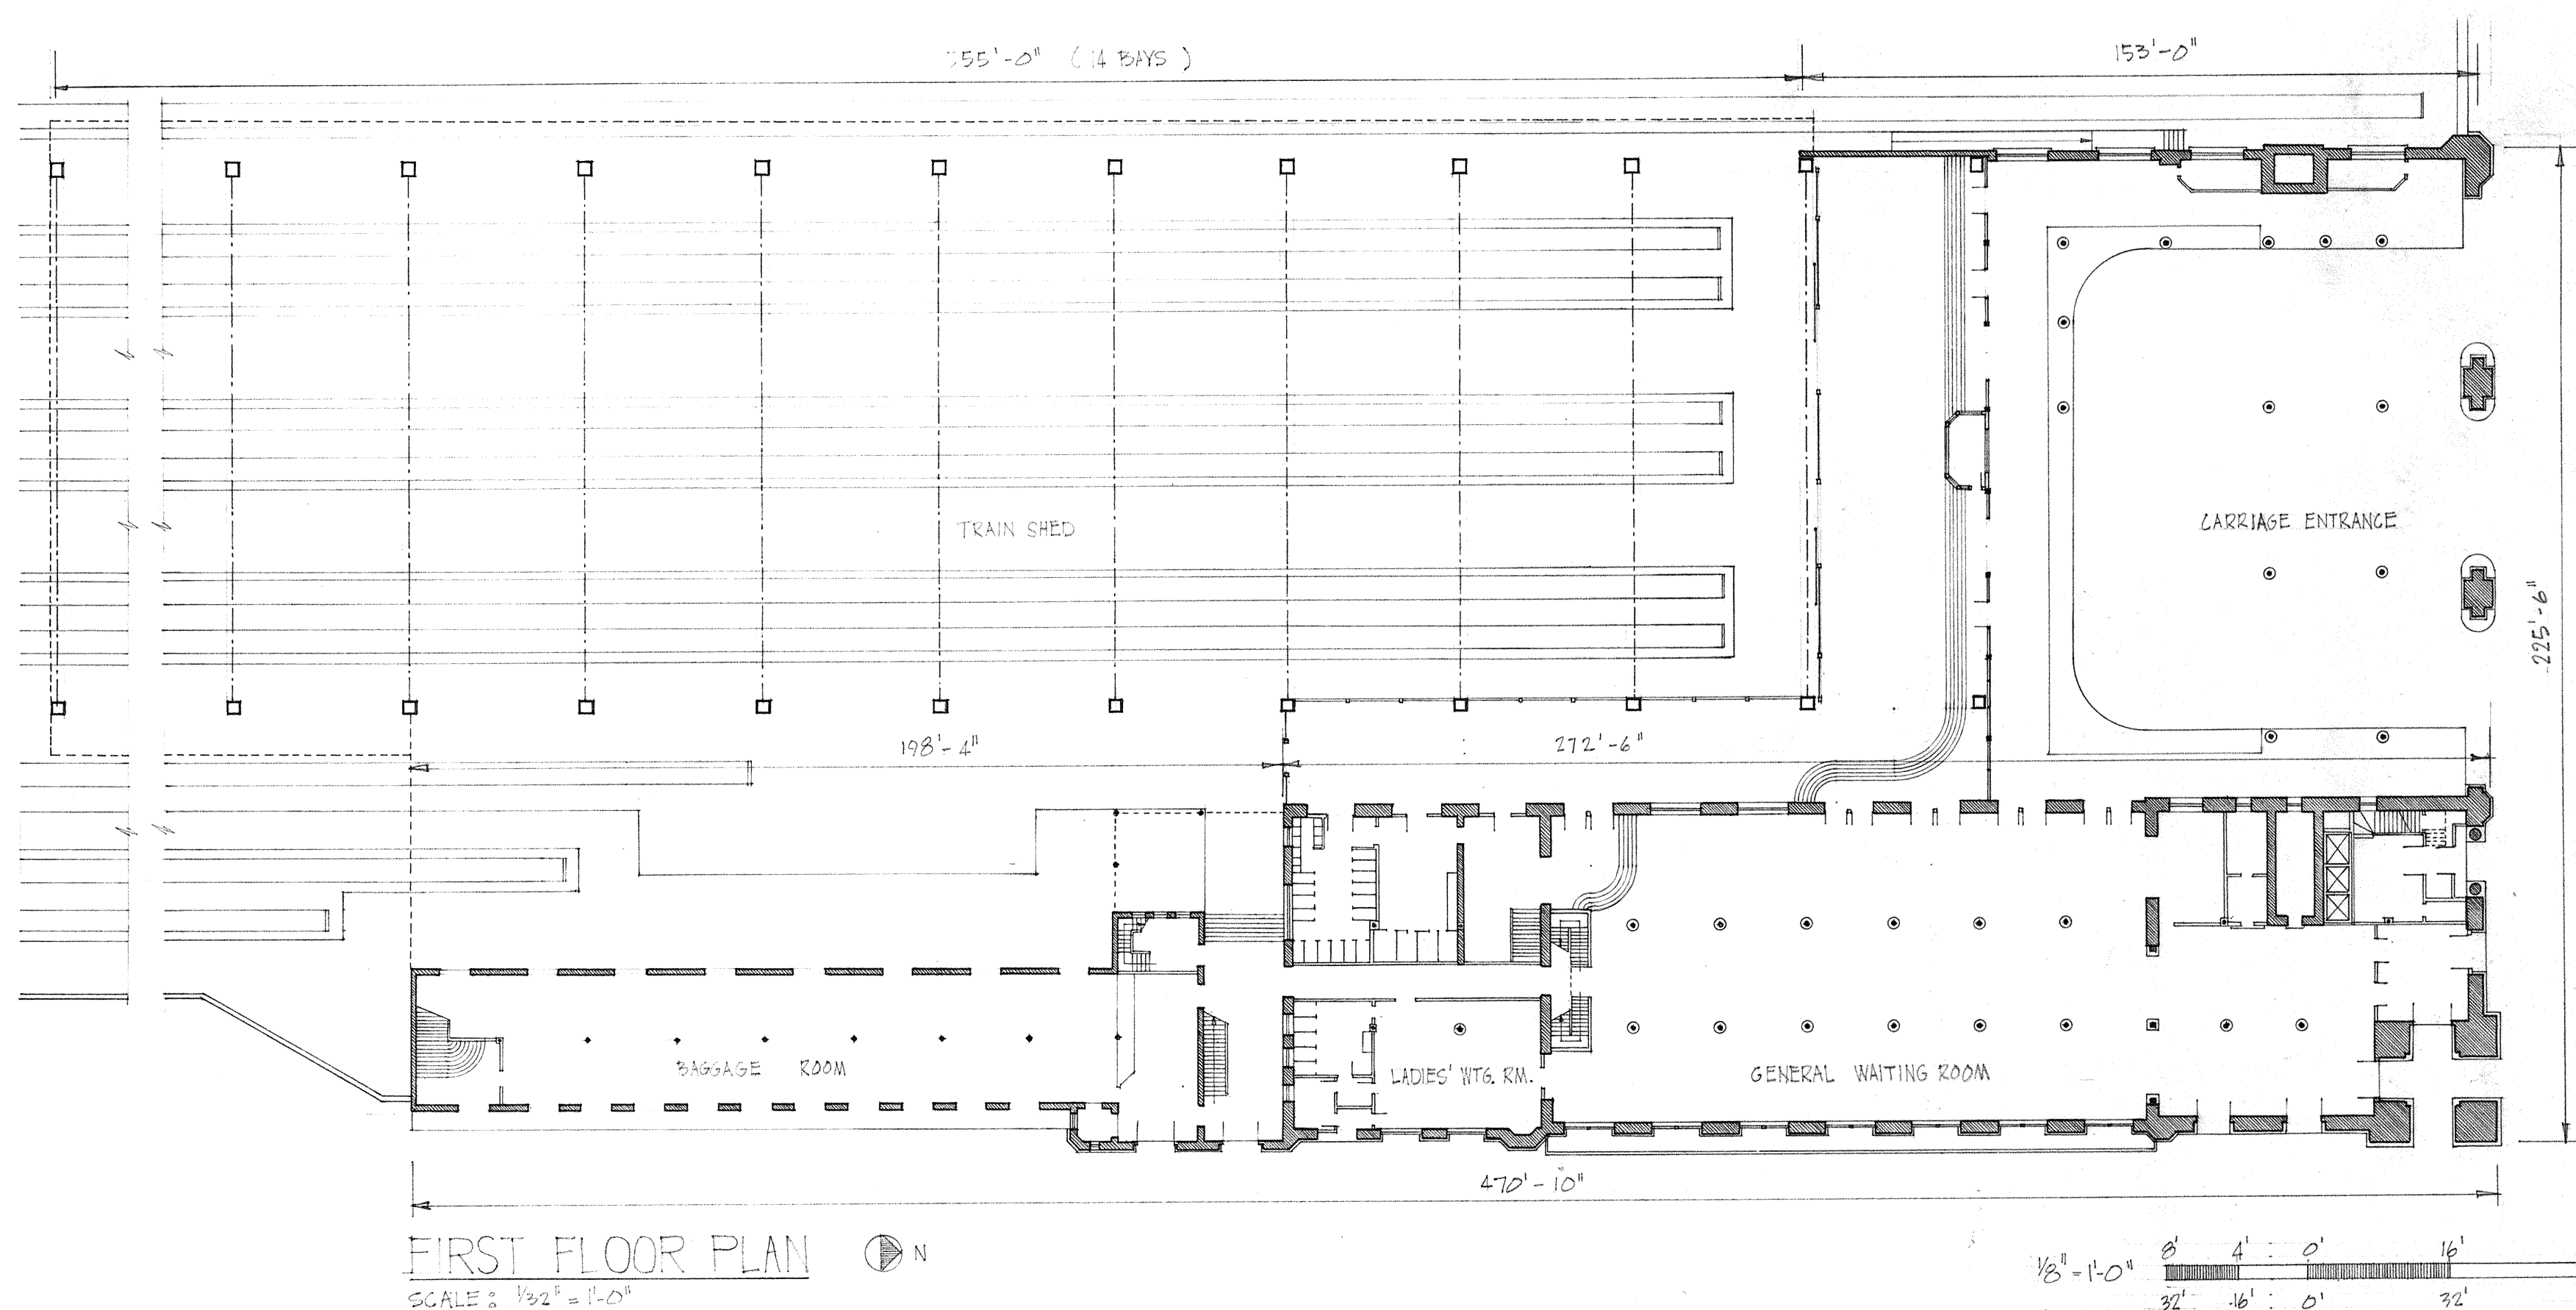 55'-0" ( 14 BAYS )
153'-0"
TRAIN SHED
CARRIAGE ENTRANCE
225'-6"
198'-4"
272'-6"
BAGGAGE ROOM
LADIES' WTG. RM.
GENERAL WAITING ROOM
470'-10"
FIRST FLOOR PLAN
N
SCALE: 1/32" = 1'-0"
8' 4' 0' 16'
1/8" = 1'-0"
32' 16' 0' 32'